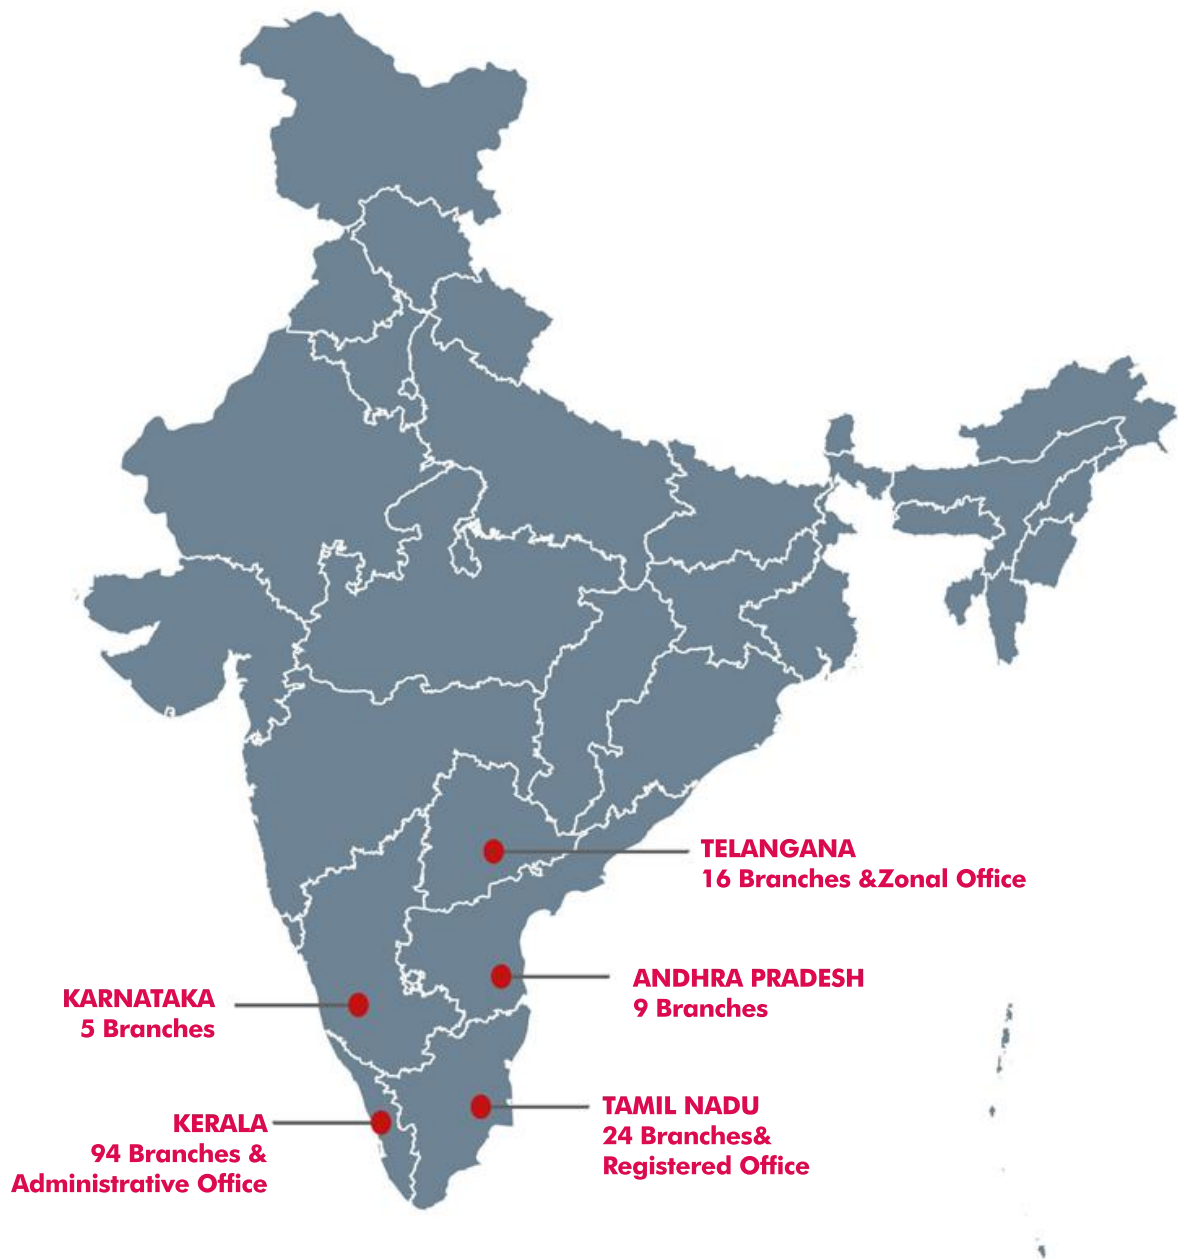 TELANGANA
16 Branches &Zonal Office
ANDHRA PRADESH
9 Branches
KARNATAKA
5 Branches
TAMIL NADU
24 Branches&
Registered Office
KERALA
94 Branches &
Administrative Office